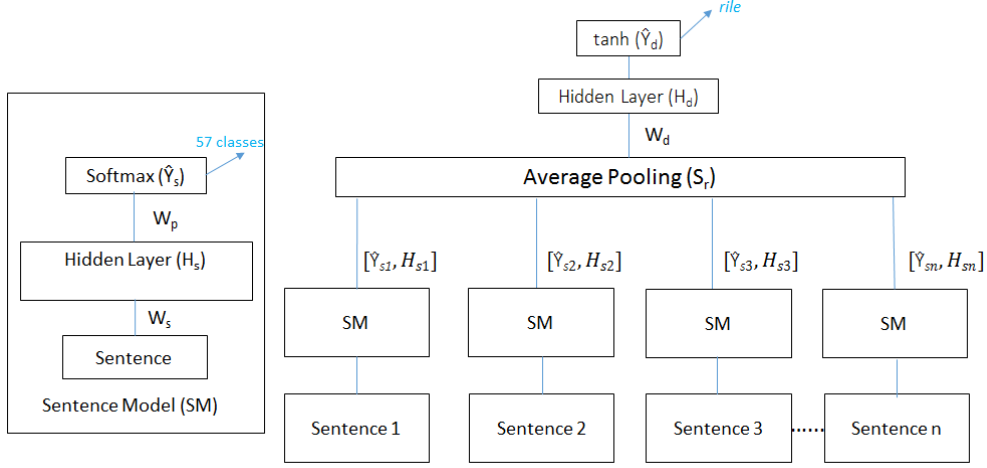 57 classes
Softmax (Ŷs)
Wp
Hidden Layer (Hs)
Ws
Sentence
Sentence Model (SM)
rile
tanh (Ŷd)
Hidden Layer (Hd)
Wd
Average Pooling (Sr)
[Ŷs1, Hs1] [Ŷs2, Hs2] [Ŷs3, Hs3] [Ŷsn, Hsn]
SM SM SM SM
Sentence 1 Sentence 2 Sentence 3 ...... Sentence n